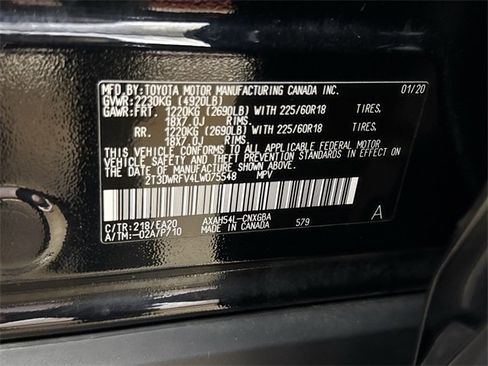 MFD.BY:TOYOTA MOTOR MANUFACTURING CANADA INC. 01/20
GVWR:2230KG (4920LB)
GAWR:FRT. 1220KG (2690LB) WITH 225/60R18 TIRES,
18X7.0J RIMS.
RR. 1220KG (2690LB) WITH 225/60R18 TIRES,
18X7.0J RIMS.
THIS VEHICLE CONFORMS TO ALL APPLICABLE FEDERAL MOTOR
VEHICLE SAFETY AND THEFT PREVENTION STANDARDS IN EFFECT
ON THE DATE OF MANUFACTURE SHOWN ABOVE.
2T3DWRFV4LW075548 MPV
C/TR:218/EA20 AXAH54L-CNXGBA A
A/TM:-02A/P710 MADE IN CANADA 579